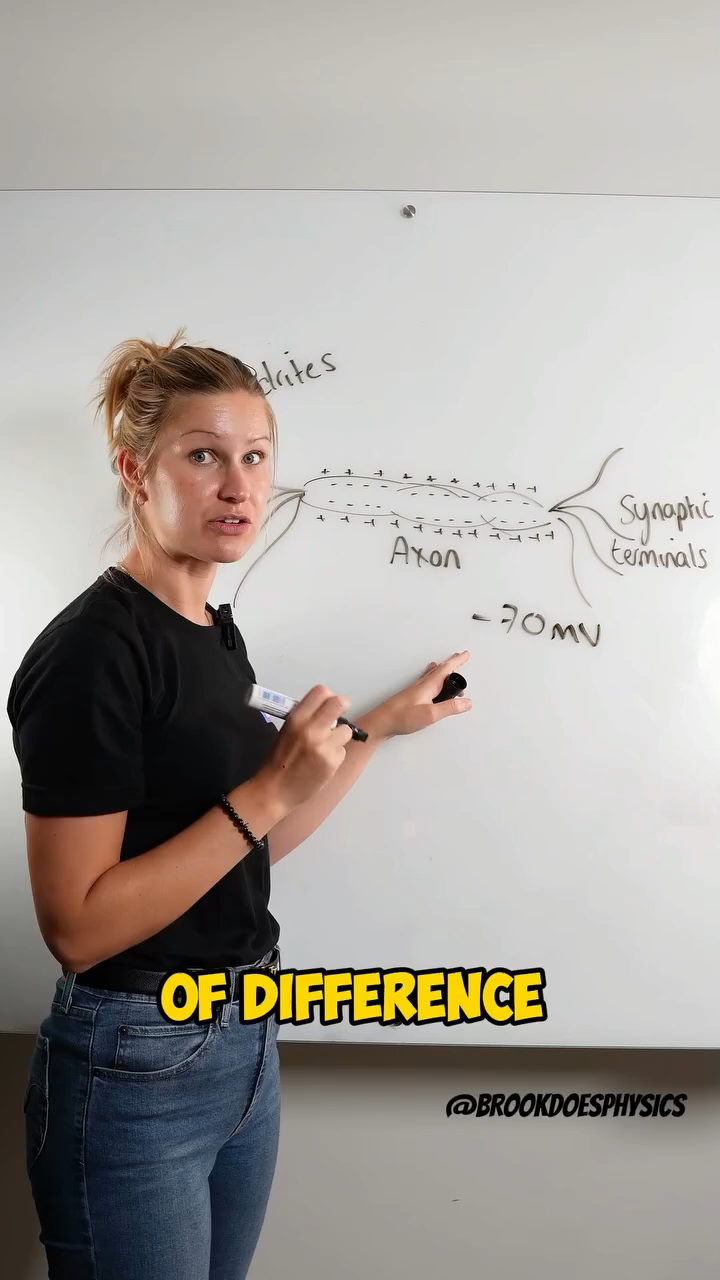 drites
+ + + + + + + + +
- - - - - - - - - - -
- - - - - - - - - -
+ + + + + + + + + + + +
Axon
Synaptic
terminals
-70mV
OF DIFFERENCE
@BROOKDOESPHYSICS